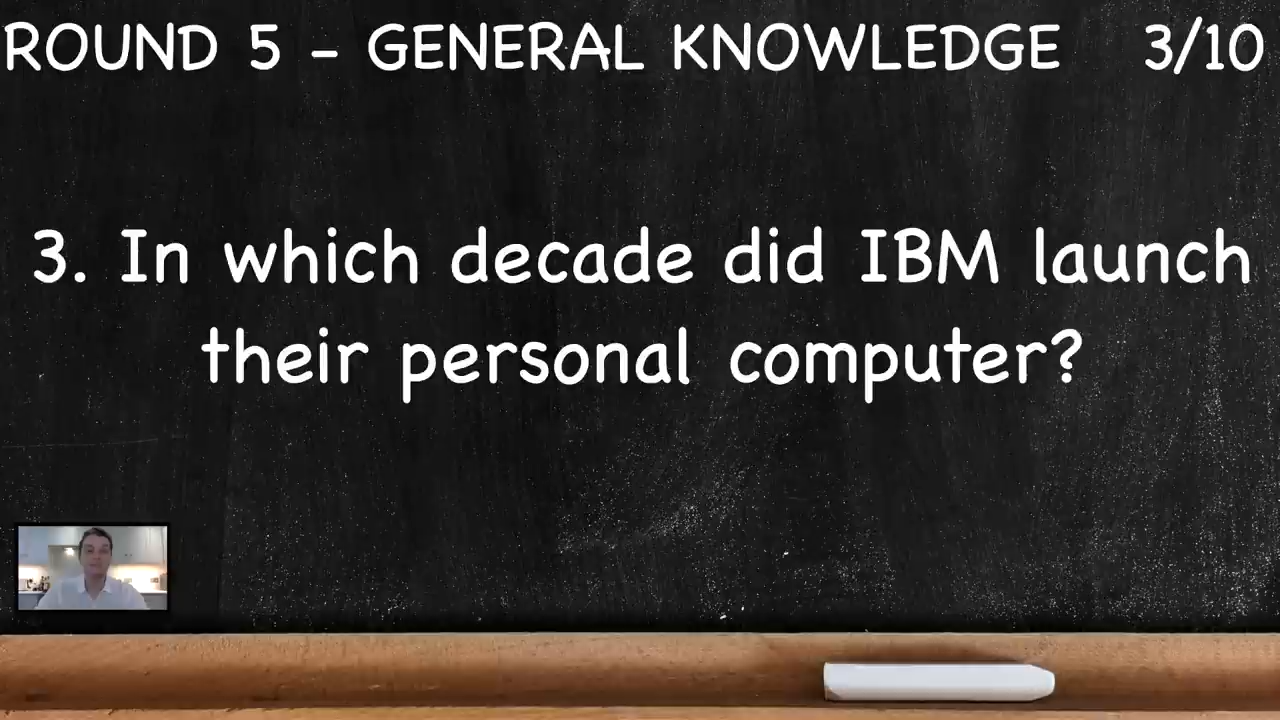 ROUND 5 - GENERAL KNOWLEDGE 3/10
3. In which decade did IBM launch
their personal computer?